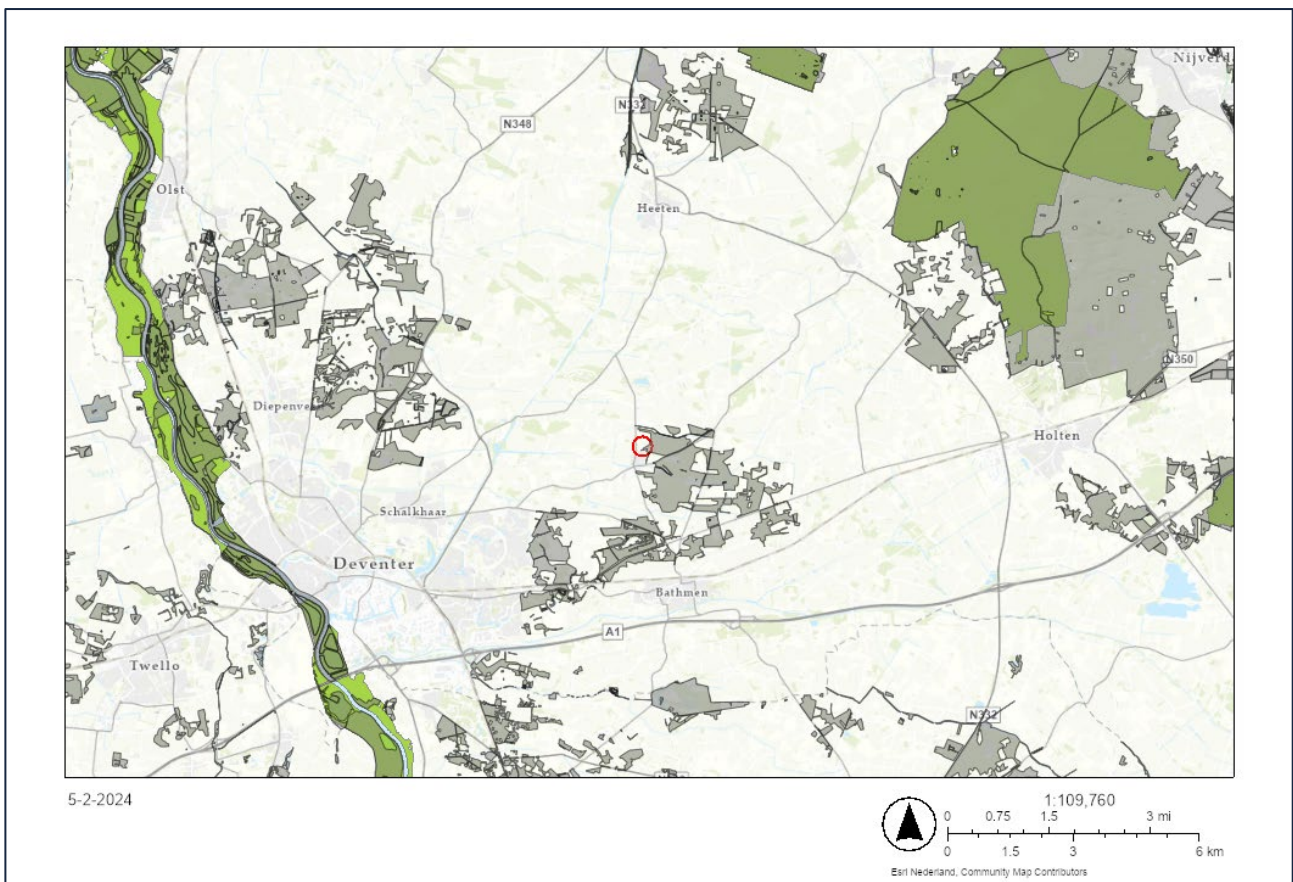 Nijverd
N332
N348
Olst
Heeten
N350
Diepenve
Holten
Schalkhaar
Deventer
Bathmen
A1
Twello
N332
5-2-2024
1:109,760
0 0.75 1.5 3 mi
0 1.5 3 6 km
Esri Nederland, Community Map Contributors